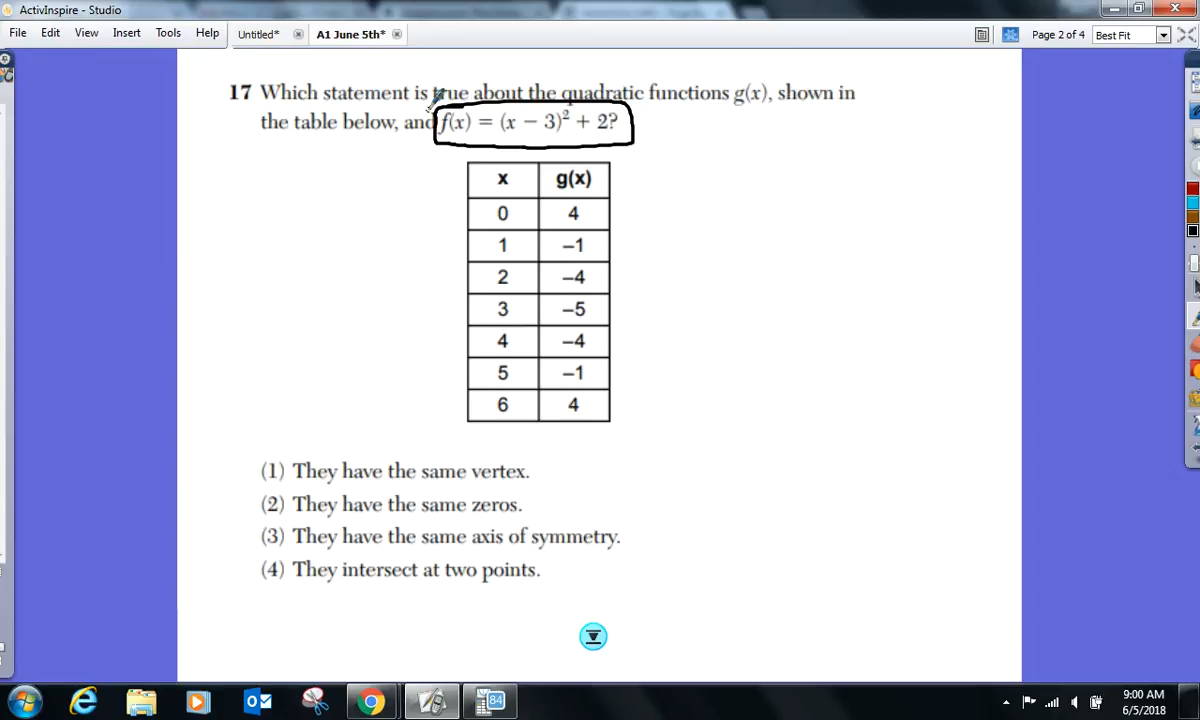 ActivInspire - Studio
File Edit View Insert Tools Help Untitled* A1 June 5th* Page 2 of 4 Best Fit
17 Which statement is true about the quadratic functions g(x), shown in
the table below, and f(x) = (x − 3)² + 2?
x g(x)
0 4
1 –1
2 –4
3 –5
4 –4
5 –1
6 4
(1) They have the same vertex.
(2) They have the same zeros.
(3) They have the same axis of symmetry.
(4) They intersect at two points.
84
9:00 AM
6/5/2018